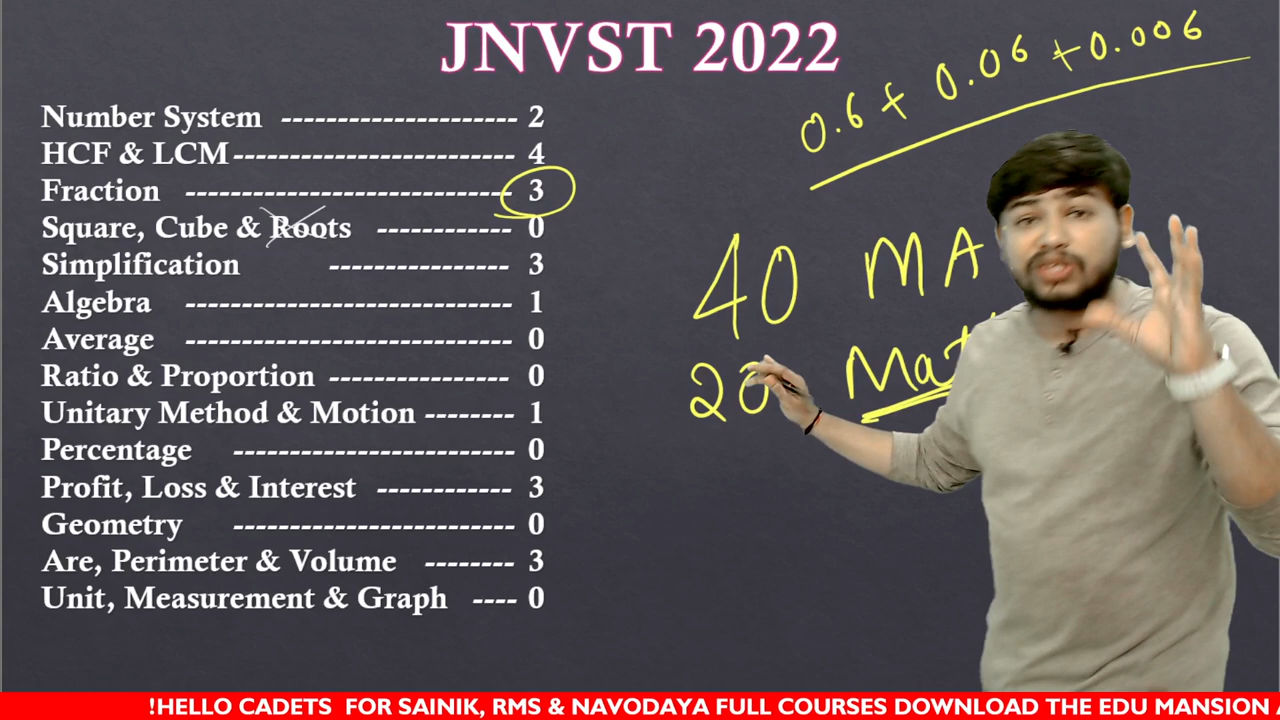 JNVST 2022
Number System -------------------- 2
HCF & LCM------------------------ 4
Fraction ---------------------------- 3
Square, Cube & Roots ------------ 0
Simplification ---------------- 3
Algebra ---------------------------- 1
Average ---------------------------- 0
Ratio & Proportion ---------------- 0
Unitary Method & Motion -------- 1
Percentage ------------------------ 0
Profit, Loss & Interest ------------ 3
Geometry ------------------------ 0
Are, Perimeter & Volume -------- 3
Unit, Measurement & Graph ---- 0
0.6 + 0.06 + 0.006
40 MA
20
!HELLO CADETS FOR SAINIK, RMS & NAVODAYA FULL COURSES DOWNLOAD THE EDU MANSION